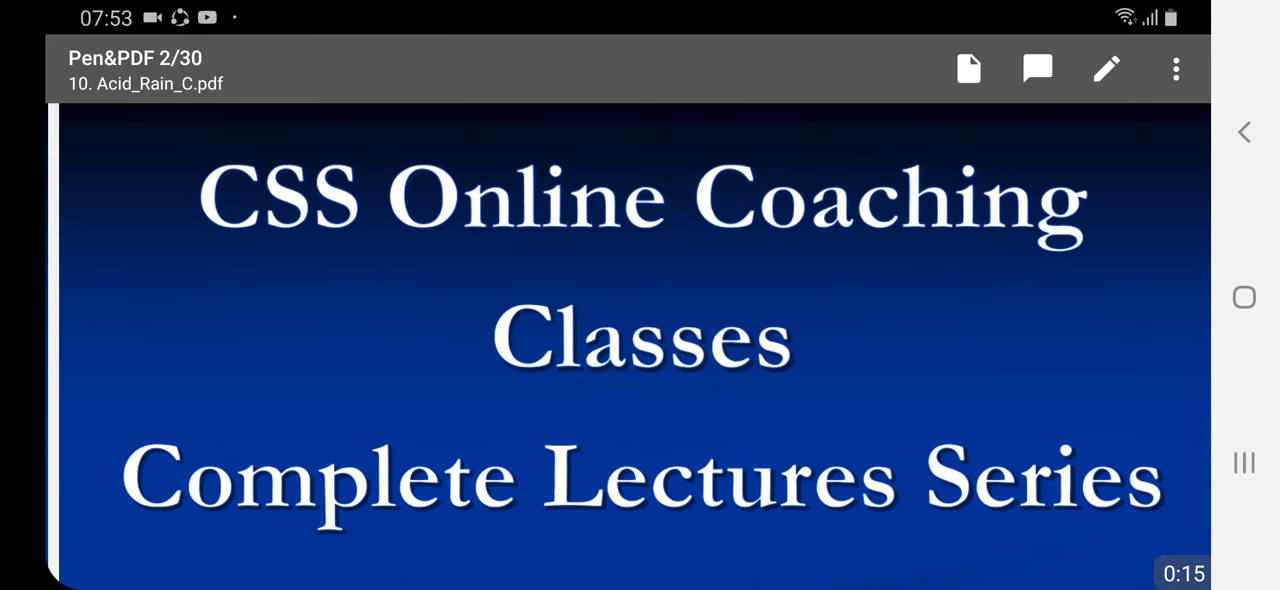 07:53
Pen&PDF 2/30
10. Acid_Rain_C.pdf
CSS Online Coaching
Classes
Complete Lectures Series
0:15